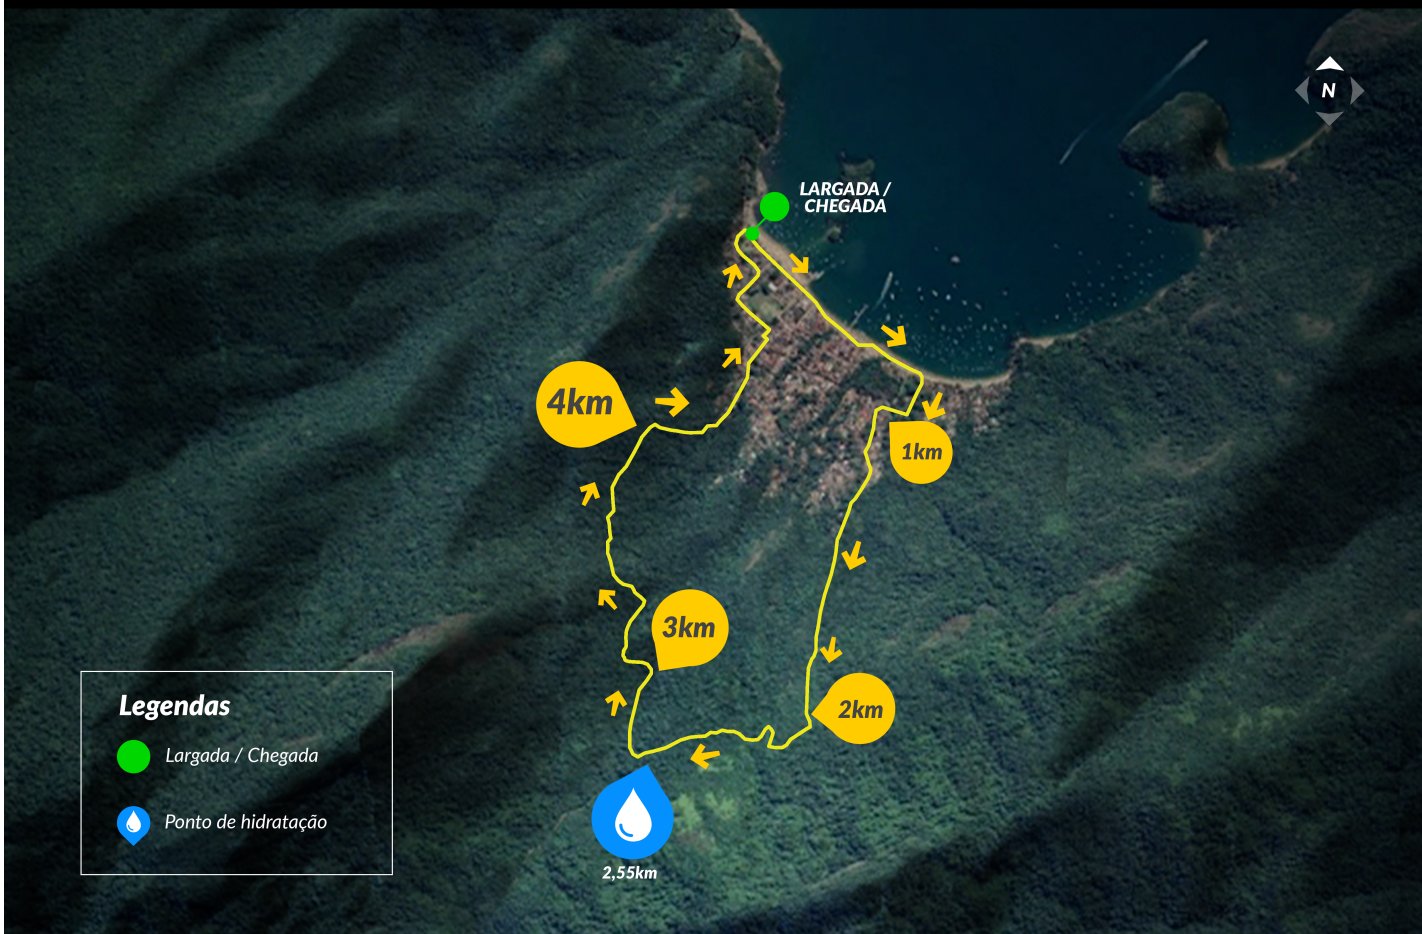 N
LARGADA /
CHEGADA
4km
1km
3km
2km
2,55km
Legendas
Largada / Chegada
Ponto de hidratação